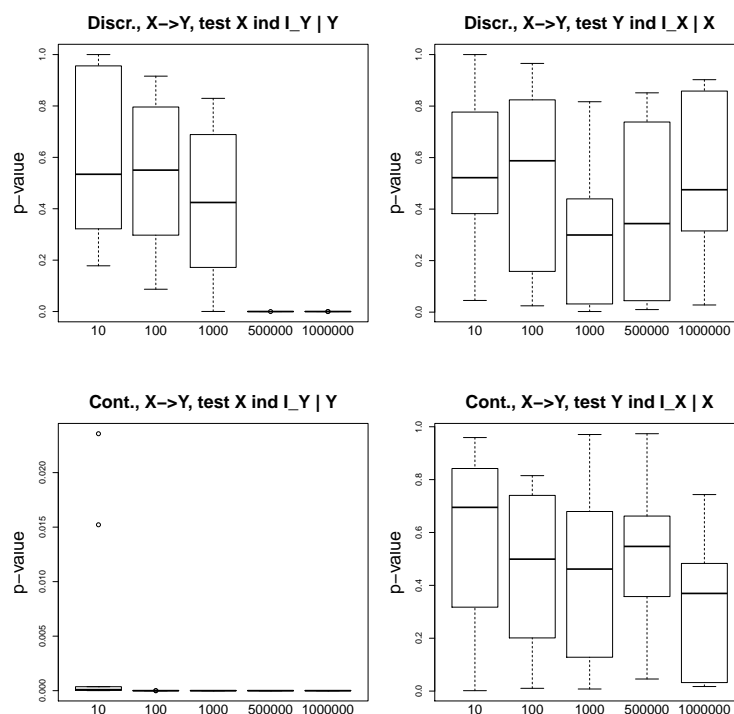 Discr., X−>Y, test X ind I_Y | Y
p−value
1.0
0.8
0.6
0.4
0.2
0.0
10 100 1000 500000 1000000
Discr., X−>Y, test Y ind I_X | X
p−value
1.0
0.8
0.6
0.4
0.2
0.0
10 100 1000 500000 1000000
Cont., X−>Y, test X ind I_Y | Y
p−value
0.020
0.015
0.010
0.005
0.000
10 100 1000 500000 1000000
Cont., X−>Y, test Y ind I_X | X
p−value
1.0
0.8
0.6
0.4
0.2
0.0
10 100 1000 500000 1000000